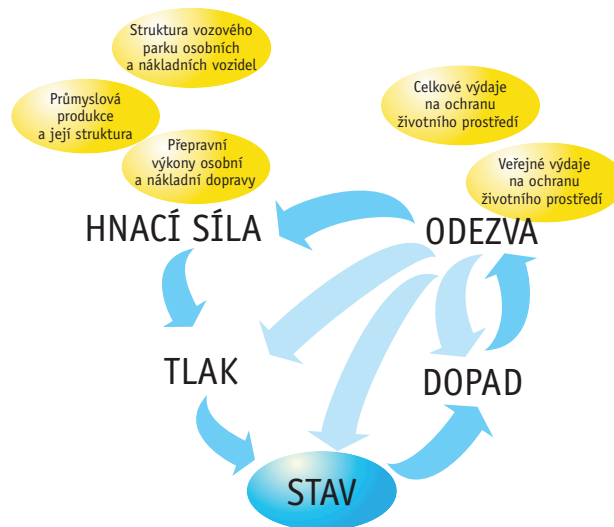 Struktura vozového
parku osobních
a nákladních vozidel
Průmyslová
produkce
a její struktura
Přepravní
výkony osobní
a nákladní dopravy
Celkové výdaje
na ochranu
životního prostředí
Veřejné výdaje
na ochranu
životního prostředí
HNACÍ SÍLA
ODEZVA
TLAK
DOPAD
STAV